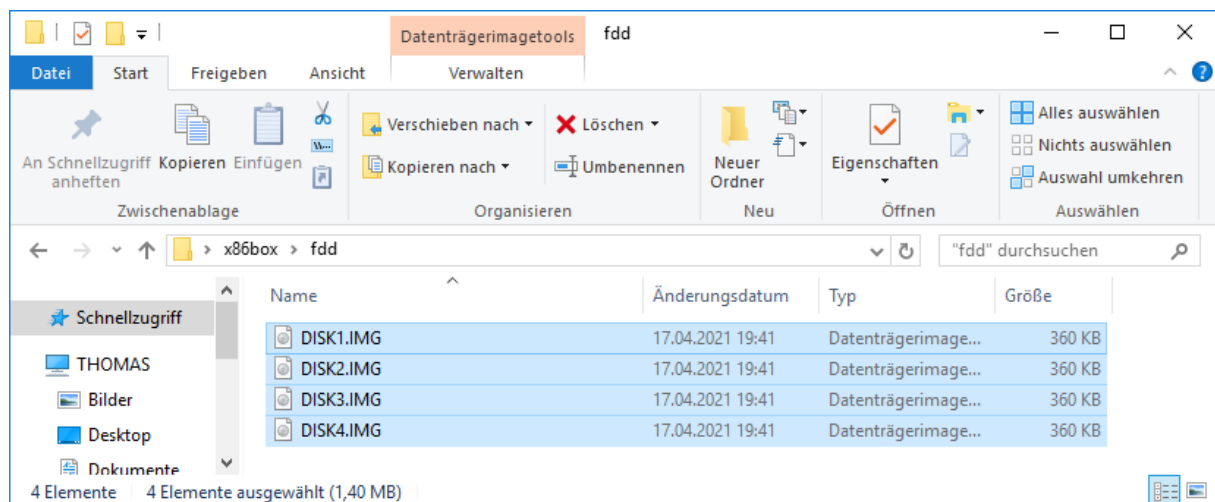 Datenträgerimagetools fdd
Datei Start Freigeben Ansicht Verwalten
An Schnellzugriff anheften Kopieren Einfügen
Verschieben nach
Kopieren nach
Löschen
Umbenennen
Neuer Ordner
Eigenschaften
Alles auswählen
Nichts auswählen
Auswahl umkehren
Zwischenablage Organisieren Neu Öffnen Auswählen
x86box > fdd "fdd" durchsuchen
Name Änderungsdatum Typ Größe
Schnellzugriff
THOMAS
Bilder
Desktop
Dokumente
DISK1.IMG 17.04.2021 19:41 Datenträgerimage... 360 KB
DISK2.IMG 17.04.2021 19:41 Datenträgerimage... 360 KB
DISK3.IMG 17.04.2021 19:41 Datenträgerimage... 360 KB
DISK4.IMG 17.04.2021 19:41 Datenträgerimage... 360 KB
4 Elemente 4 Elemente ausgewählt (1,40 MB)